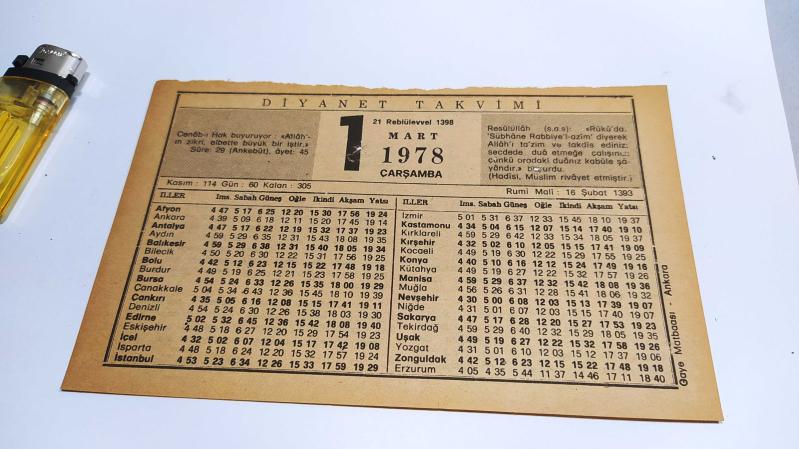 DİYANET TAKVİMİ
Cenâb-ı Hak buyuruyor: «Allâh'-
ın zikri, elbette büyük bir iştir.»
Sûre: 29 (Ankebût), âyet: 45
1
21 Rebiülevvel 1398
MART
1978
ÇARŞAMBA
Resûlüllâh (s.a.s): «Rükû'da,
'Sübhâne Rabbiye'l-azîm' diyerek
Allâh'ı ta'zim ve takdis ediniz;
secdede duâ etmeğe çalışınız;
çünkü oradaki duânız kabûle şâ-
yândır.» buyurdu.
(Hadîsi, Müslim rivâyet etmiştir.)
Kasım: 114 Gün: 60 Kalan: 305
Rumi Mali: 16 Şubat 1393
İLLER İms. Sabah Güneş Öğle İkindi Akşam Yatsı
Afyon 4 47 5 17 6 25 12 20 15 30 17 56 19 24
Ankara 4 39 5 09 6 18 12 11 15 20 17 45 19 14
Antalya 4 47 5 17 6 22 12 19 15 32 17 37 19 23
Aydın 4 59 5 29 6 35 12 31 15 43 18 08 19 35
Balıkesir 4 59 5 29 6 38 12 31 15 40 18 05 19 34
Bilecik 4 50 5 20 6 30 12 22 15 31 17 56 19 25
Bolu 4 42 5 12 6 23 12 15 15 22 17 48 19 18
Burdur 4 49 5 19 6 25 12 21 15 23 17 58 19 25
Bursa 4 54 5 24 6 33 12 26 15 35 18 00 19 29
Çanakkale 5 04 5 34 6 43 12 36 15 45 18 10 19 39
Çankırı 4 35 5 05 6 16 12 08 15 15 17 41 19 11
Denizli 4 54 5 24 6 30 12 26 15 38 18 03 19 30
Edirne 5 02 5 32 6 45 12 36 15 42 18 08 19 40
Eskişehir 4 48 5 18 6 27 12 20 15 29 17 54 19 23
İçel 4 32 5 02 6 07 12 04 15 17 17 42 19 08
Isparta 4 48 5 18 6 24 12 20 15 32 17 57 19 24
İstanbul 4 53 5 23 6 34 12 26 15 33 17 59 19 29
İLLER İms. Sabah Güneş Öğle İkindi Akşam Yatsı
İzmir 5 01 5 31 6 37 12 33 15 45 18 10 19 37
Kastamonu 4 34 5 04 6 15 12 07 15 14 17 40 19 10
Kırklareli 4 59 5 29 6 42 12 33 15 34 18 05 19 37
Kırşehir 4 32 5 02 6 10 12 05 15 15 17 41 19 09
Kocaeli 4 49 5 19 6 30 12 22 15 29 17 55 19 25
Konya 4 40 5 10 6 16 12 12 15 24 17 49 19 16
Kütahya 4 49 5 19 6 28 12 22 15 32 17 57 19 25
Manisa 4 59 5 29 6 37 12 32 15 42 18 08 19 36
Muğla 4 56 5 26 6 31 12 28 15 41 18 06 19 32
Nevşehir 4 30 5 00 6 08 12 03 15 13 17 39 19 07
Niğde 4 31 5 01 6 07 12 03 15 15 17 40 19 07
Sakarya 4 47 5 17 6 28 12 20 15 27 17 53 19 23
Tekirdağ 4 59 5 29 6 40 12 32 15 29 18 05 19 35
Uşak 4 49 5 19 6 27 12 22 15 32 17 58 19 26
Yozgat 4 31 5 01 6 10 12 03 15 12 17 37 19 06
Zonguldak 4 42 5 12 6 23 12 15 15 22 17 48 19 18
Erzurum 4 05 4 35 5 44 11 37 14 46 17 11 18 40
Gaye Matbaası - Ankara